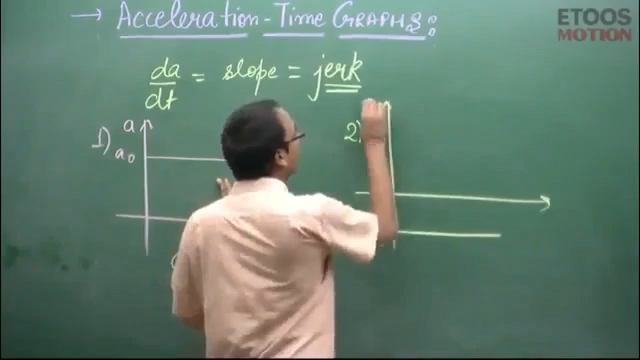 → Acceleration-Time GRAPHS:
ETOOS
MOTION
da/dt = slope = jerk
1) a
a₀
2)